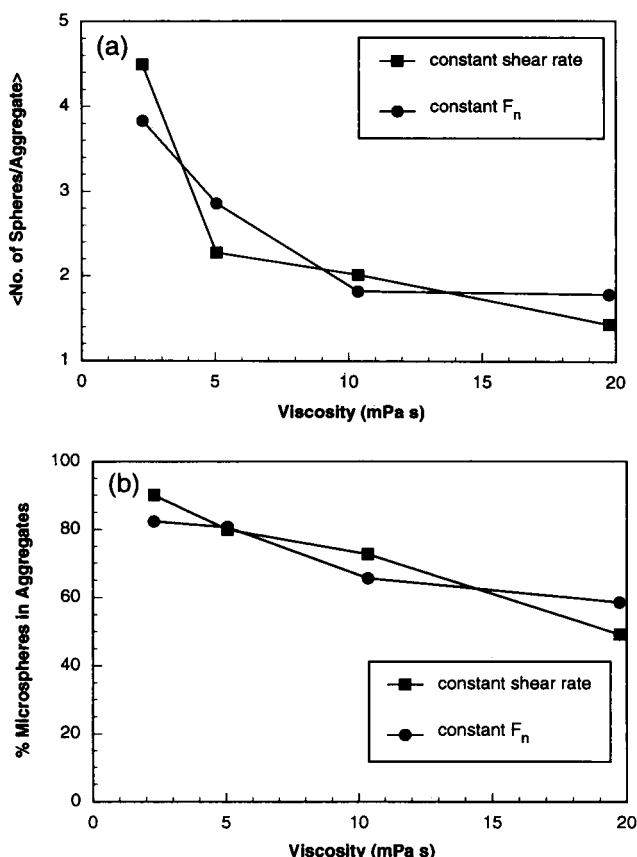 (a)
<No. of Spheres/Aggregate>
5
4
3
2
1
constant shear rate
constant Fn
0
5
10
15
20
Viscosity (mPa s)
(b)
% Microspheres in Aggregates
100
80
60
40
20
0
constant shear rate
constant Fn
0
5
10
15
20
Viscosity (mPa s)